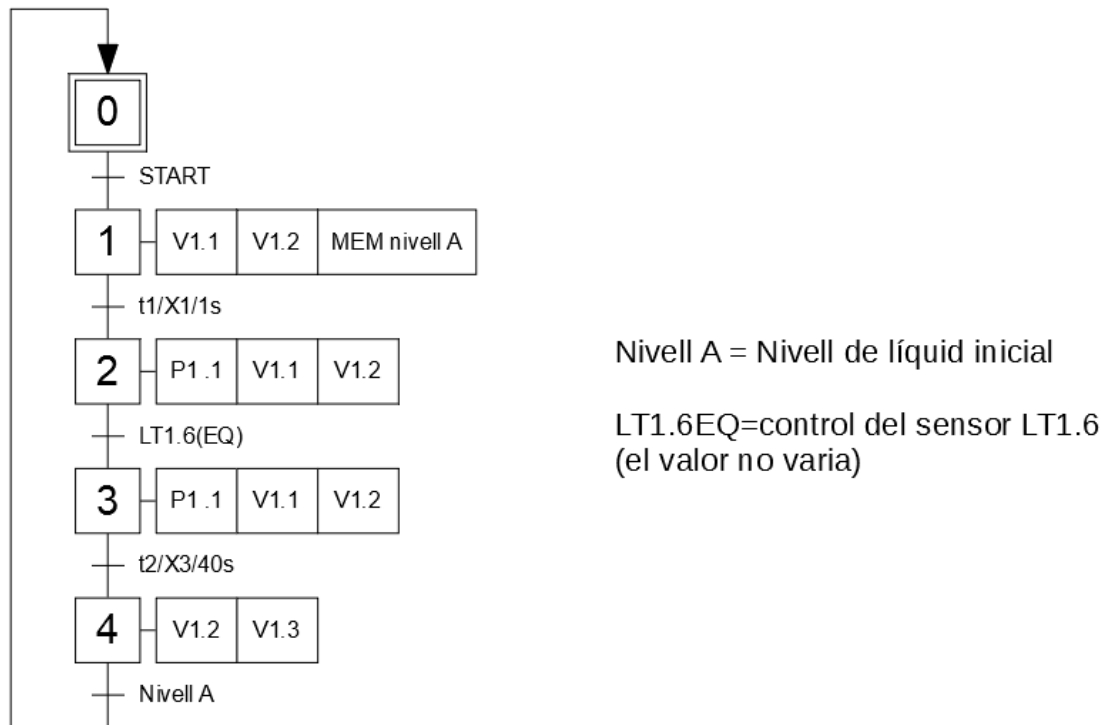 0
START
1 V1.1 V1.2 MEM nivell A
t1/X1/1s
2 P1 .1 V1.1 V1.2
LT1.6(EQ)
3 P1 .1 V1.1 V1.2
t2/X3/40s
4 V1.2 V1.3
Nivell A
Nivell A = Nivell de líquid inicial
LT1.6EQ=control del sensor LT1.6
(el valor no varia)